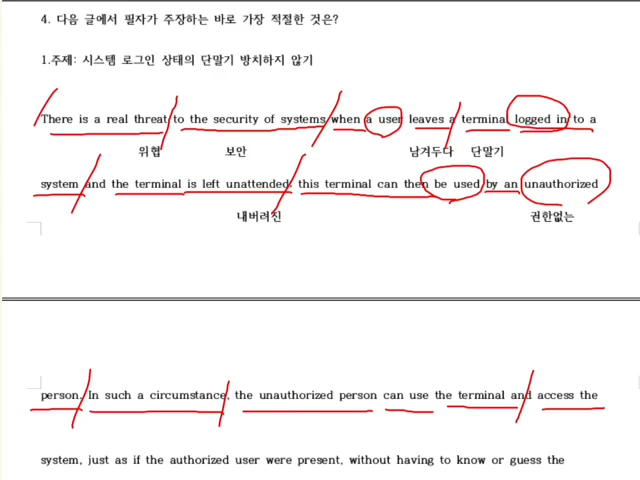 4. 다음 글에서 필자가 주장하는 바로 가장 적절한 것은?
1.주제: 시스템 로그인 상태의 단말기 방치하지 않기
There is a real threat to the security of systems when a user leaves a terminal logged in to a
위협 보안 남겨두다 단말기
system and the terminal is left unattended, this terminal can then be used by an unauthorized
내버려진 권한없는
person. In such a circumstance, the unauthorized person can use the terminal and access the
system, just as if the authorized user were present, without having to know or guess the